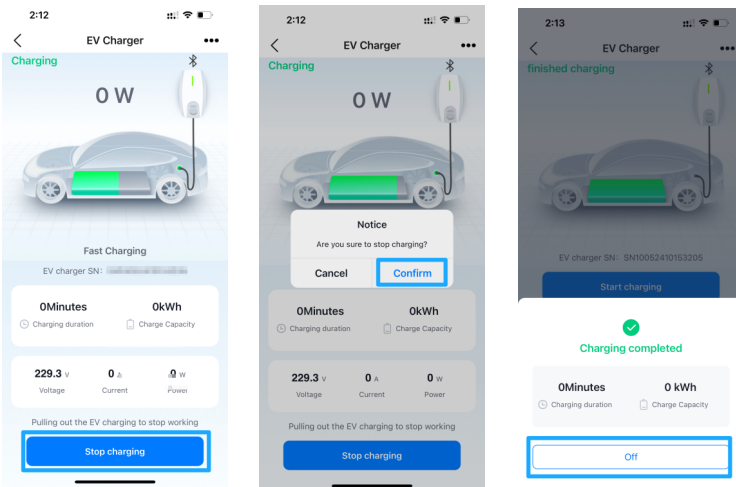 2:12
EV Charger
Charging
0 W
Fast Charging
EV charger SN:
0Minutes
0kWh
Charging duration
Charge Capacity
229.3 V
0 A
0 W
Voltage
Current
Power
Pulling out the EV charging to stop working
Stop charging
2:12
EV Charger
Charging
0 W
Notice
Are you sure to stop charging?
Cancel
Confirm
0Minutes
0kWh
Charging duration
Charge Capacity
229.3 V
0 A
0 W
Voltage
Current
Power
Pulling out the EV charging to stop working
Stop charging
2:13
EV Charger
finished charging
EV charger SN: SN10052410153205
Start charging
Charging completed
0Minutes
0 kWh
Charging duration
Charge Capacity
Off